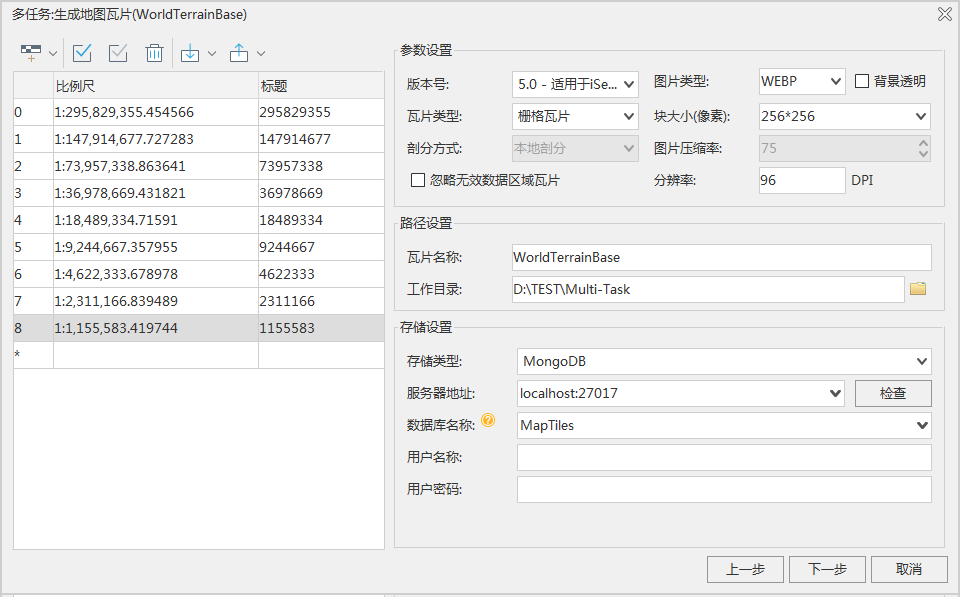 多任务:生成地图瓦片(WorldTerrainBase)
比例尺 标题
0 1:295,829,355.454566 295829355
1 1:147,914,677.727283 147914677
2 1:73,957,338.863641 73957338
3 1:36,978,669.431821 36978669
4 1:18,489,334.71591 18489334
5 1:9,244,667.357955 9244667
6 1:4,622,333.678978 4622333
7 1:2,311,166.839489 2311166
8 1:1,155,583.419744 1155583
*
参数设置
版本号: 5.0 - 适用于iSe... 图片类型: WEBP 背景透明
瓦片类型: 栅格瓦片 块大小(像素): 256*256
剖分方式: 本地剖分 图片压缩率: 75
忽略无效数据区域瓦片 分辨率: 96 DPI
路径设置
瓦片名称: WorldTerrainBase
工作目录: D:\TEST\Multi-Task
存储设置
存储类型: MongoDB
服务器地址: localhost:27017 检查
数据库名称: ? MapTiles
用户名称:
用户密码:
上一步 下一步 取消